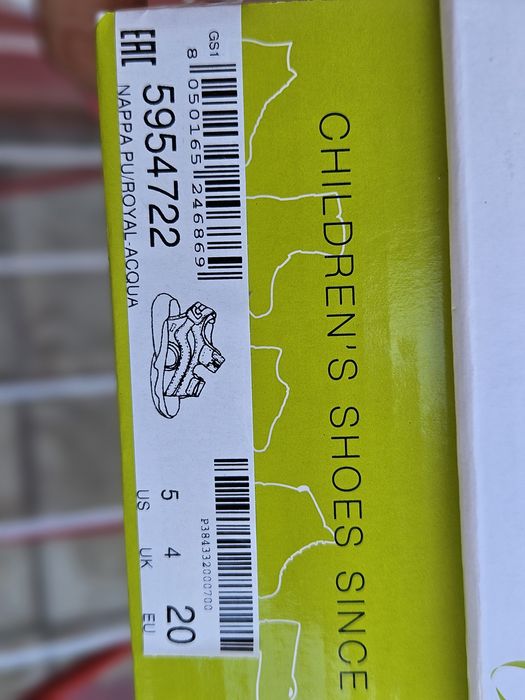 EAC
GS1
8 050165 246869
5954722
NAPPA PU/ROYAL-ACQUA
P384332000700
5 4 20
US UK EU
CHILDREN'S SHOES SINCE